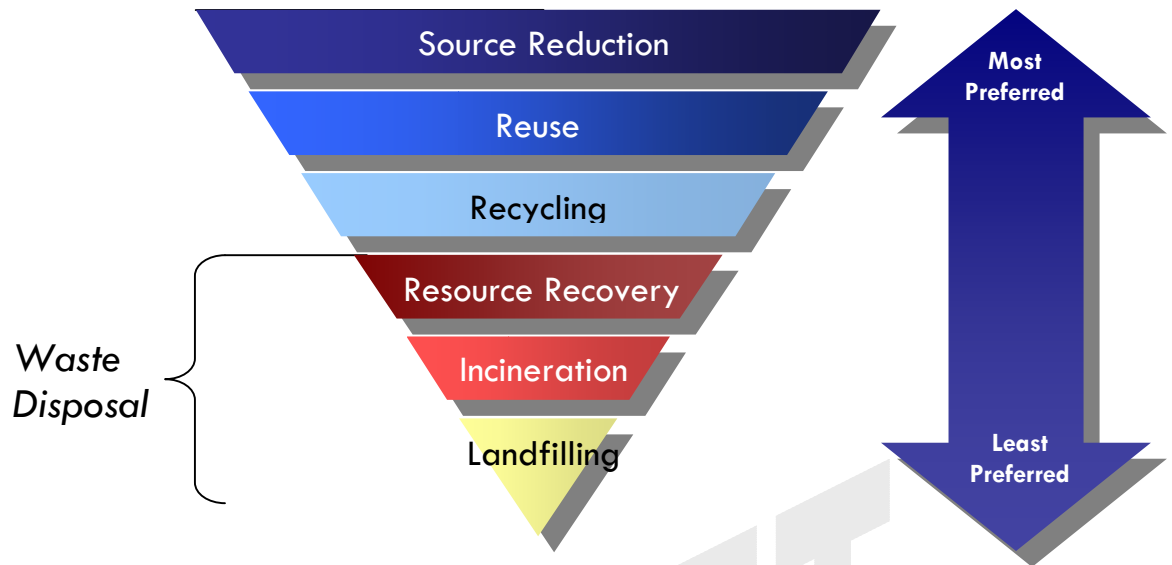 Source Reduction
Most
Preferred
Reuse
Recycling
Resource Recovery
Waste
Disposal
Incineration
Landfilling
Least
Preferred